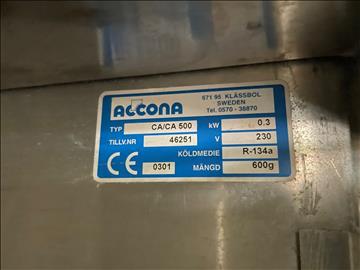 ACCONA
671 95 KLÄSSBOL
SWEDEN
Tel. 0570 - 38870
TYP CA/CA 500 kW 0.3
TILLV.NR 46251 V 230
KÖLDMEDIE R-134a
CE 0301 MÄNGD 600g